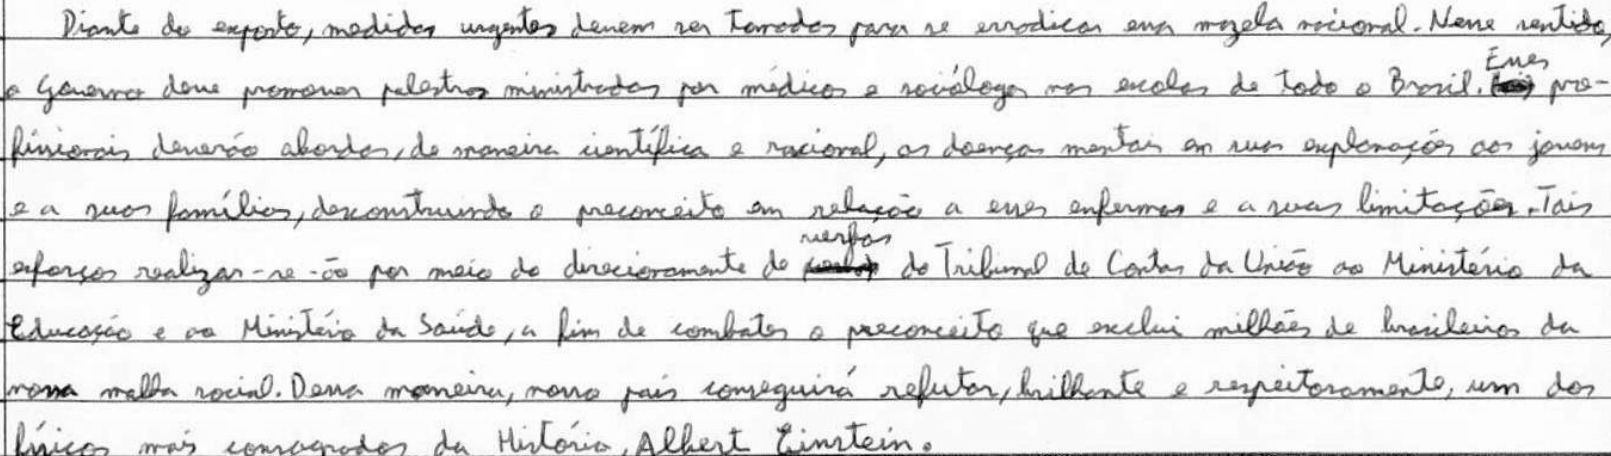 Diante do exposto, medidas urgentes devem ser tomadas para se erradicar essa mazela nacional. Nesse sentido,
o Governo deve promover palestras ministradas por médicos e sociólogos nas escolas de todo o Brasil. Esses pro-
fissionais deverão abordar, de maneira científica e racional, as doenças mentais em suas explanações aos jovens
e a suas famílias, desconstruindo o preconceito em relação a esses enfermos e a suas limitações. Tais
esforços realizar-se-ão por meio do direcionamento de verbas do Tribunal de Contas da União ao Ministério da
Educação e ao Ministério da Saúde, a fim de combater o preconceito que exclui milhões de brasileiros da
nossa malha social. Dessa maneira, nosso país conseguirá refutar, brilhante e respeitosamente, um dos
físicos mais consagrados da História, Albert Einstein.